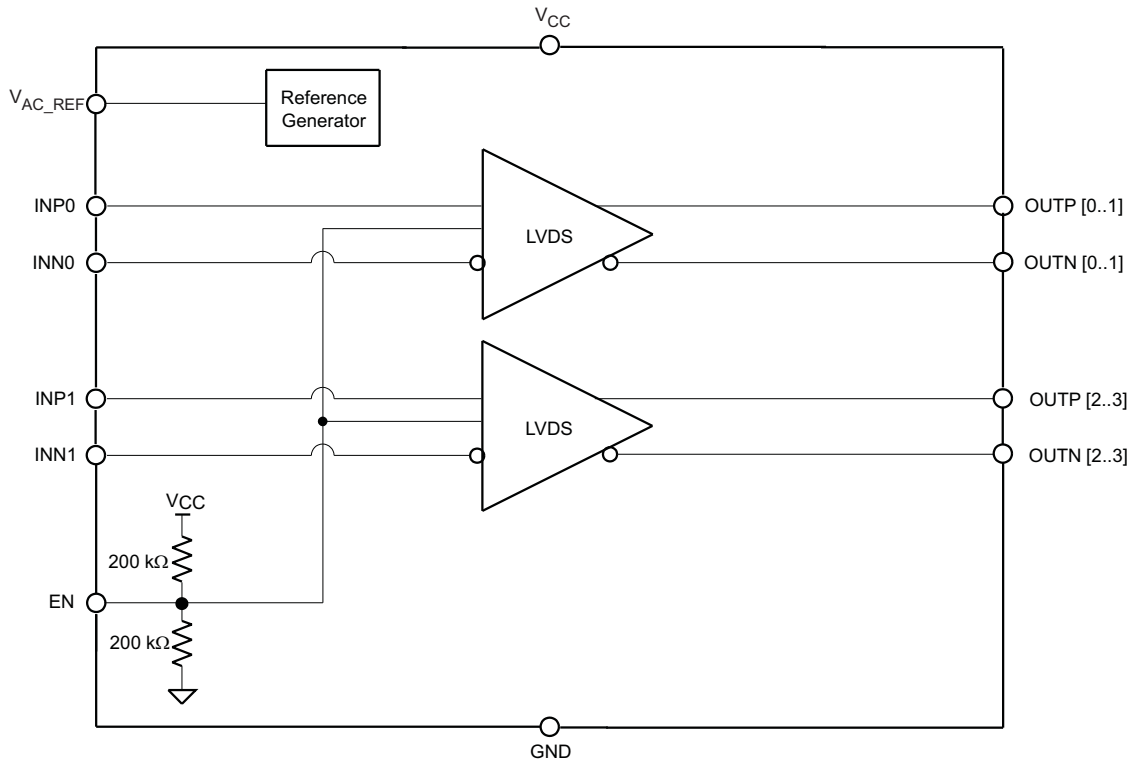 VCC
VAC_REF
Reference
Generator
INP0
LVDS
OUTP [0..1]
INN0
OUTN [0..1]
INP1
LVDS
OUTP [2..3]
INN1
OUTN [2..3]
VCC
200 kΩ
EN
200 kΩ
GND